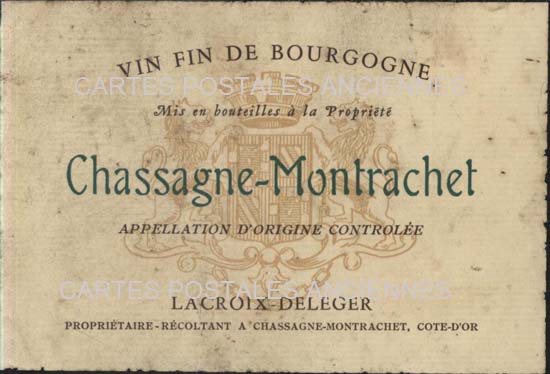 VIN FIN DE BOURGOGNE
CARTES POSTALES ANCIENNES
Mis en bouteilles à la Propriété
Chassagne-Montrachet
APPELLATION D'ORIGINE CONTROLÉE
CARTES POSTALES ANCIENNES
LACROIX-DELEGER
PROPRIÉTAIRE-RÉCOLTANT A CHASSAGNE-MONTRACHET, COTE-D'OR